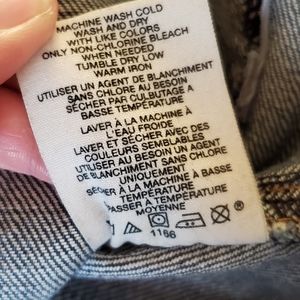 MACHINE WASH COLD
WASH AND DRY
WITH LIKE COLORS
ONLY NON-CHLORINE BLEACH
WHEN NEEDED
TUMBLE DRY LOW
WARM IRON
UTILISER UN AGENT DE BLANCHIMENT
SANS CHLORE AU BESOIN
SÉCHER PAR CULBUTAGE À
BASSE TEMPÉRATURE
LAVER À LA MACHINE À
L'EAU FROIDE
LAVER ET SÉCHER AVEC DES
COULEURS SEMBLABLES
UTILISER AU BESOIN UN
AGENT DE BLANCHIMENT
SANS CHLORE
UNIQUEMENT
SÉCHER À LA MACHINE À BASSE
TEMPÉRATURE
REPASSER À TEMPÉRATURE
MOYENNE
1166